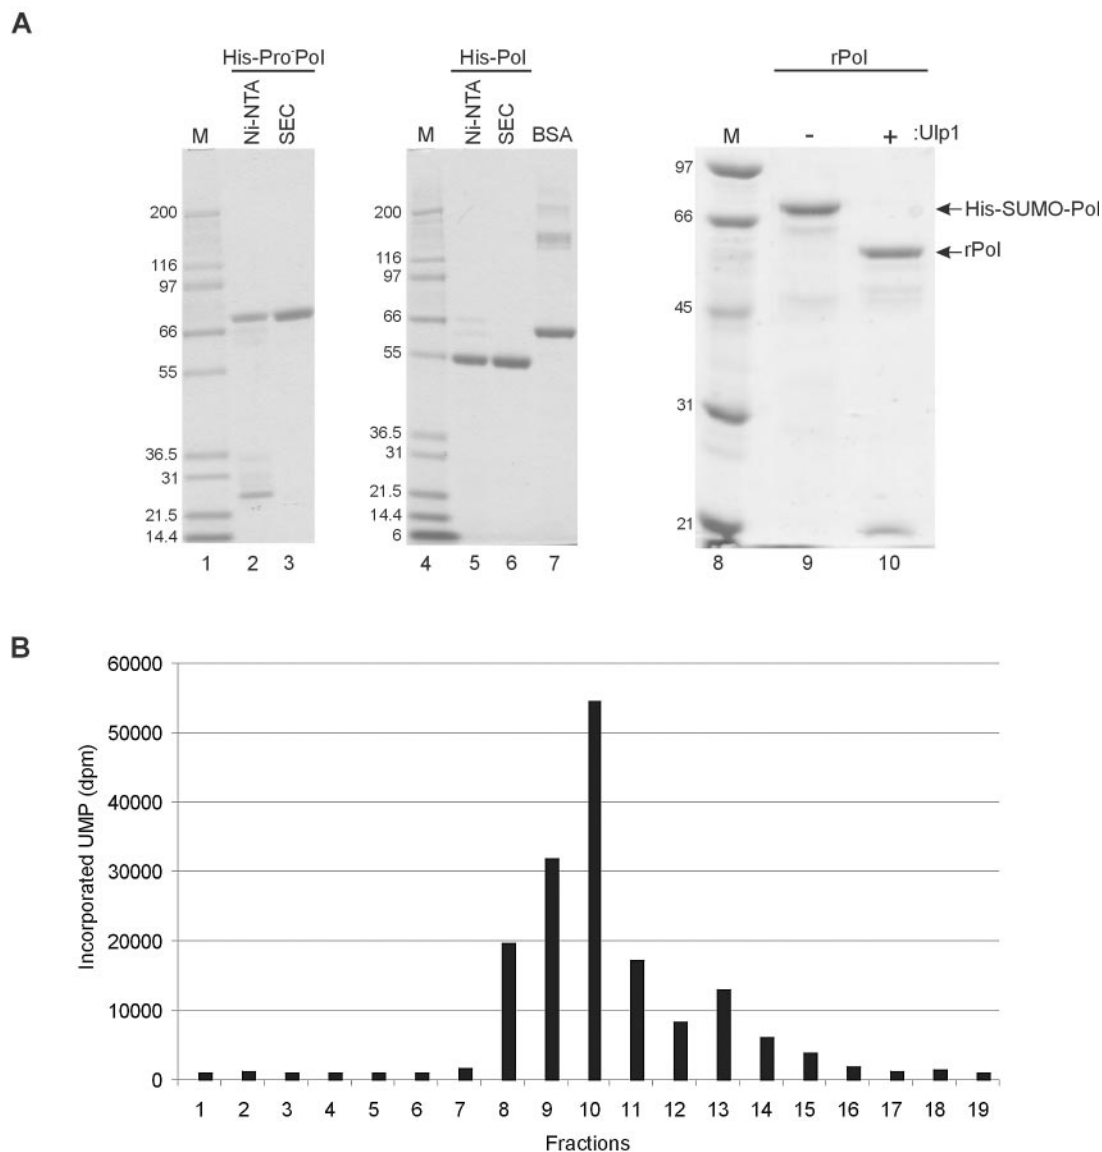 A
His-Pro⁻Pol
M
Ni-NTA
SEC
200
116
97
66
55
36.5
31
21.5
14.4
1
2
3
His-Pol
M
Ni-NTA
SEC
BSA
200
116
97
66
55
36.5
31
21.5
14.4
6
4
5
6
7
rPol
M
-
+
:Ulp1
97
66
45
31
21
His-SUMO-Pol
rPol
8
9
10
B
Incorporated UMP (dpm)
60000
50000
40000
30000
20000
10000
0
1 2 3 4 5 6 7 8 9 10 11 12 13 14 15 16 17 18 19
Fractions